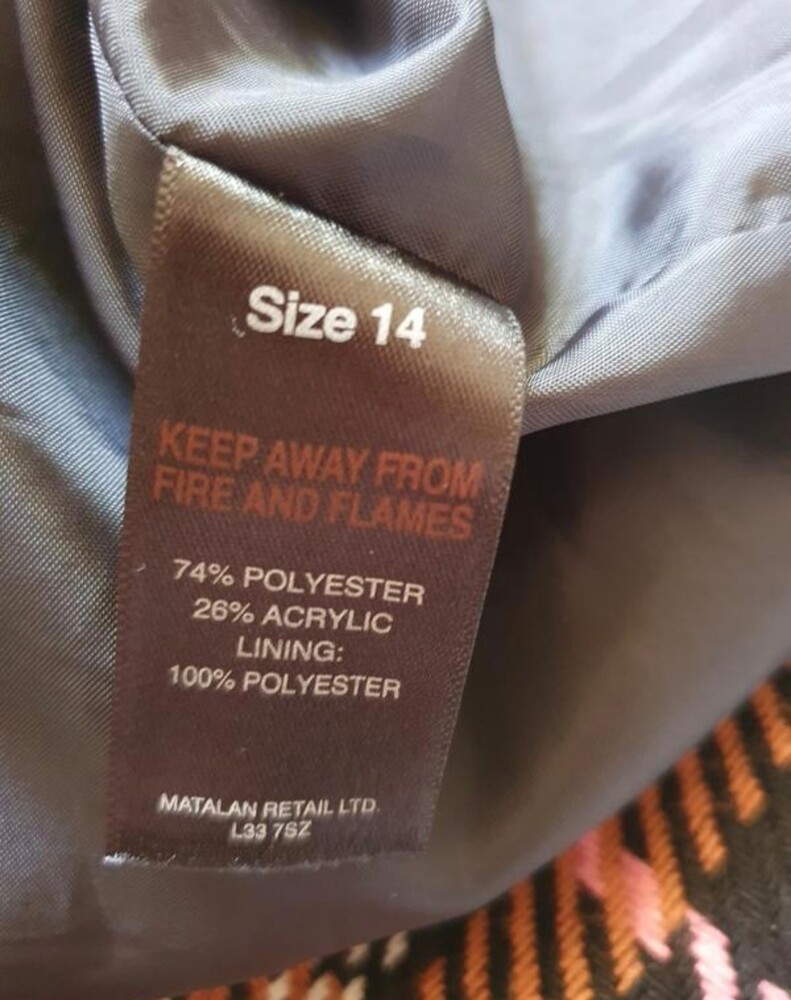 Size 14
KEEP AWAY FROM
FIRE AND FLAMES
74% POLYESTER
26% ACRYLIC
LINING:
100% POLYESTER
MATALAN RETAIL LTD.
L33 7SZ